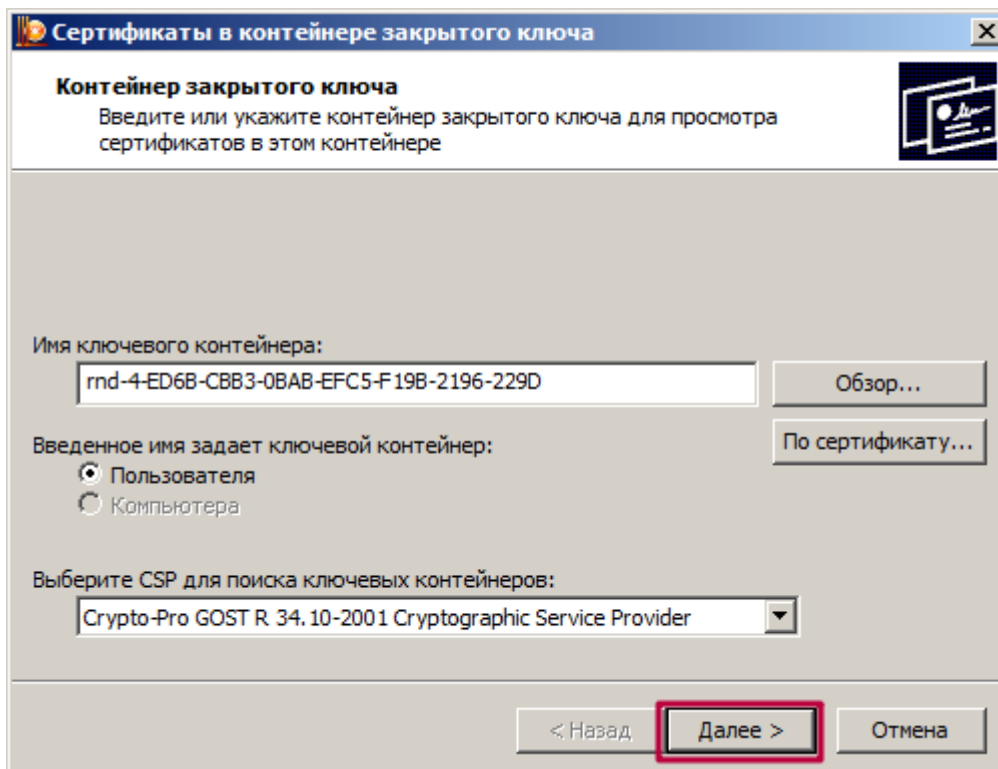 Сертификаты в контейнере закрытого ключа
Контейнер закрытого ключа
Введите или укажите контейнер закрытого ключа для просмотра
сертификатов в этом контейнере
Имя ключевого контейнера:
rnd-4-ED6B-CBB3-0BAB-EFC5-F19B-2196-229D
Обзор...
По сертификату...
Введенное имя задает ключевой контейнер:
Пользователя
Компьютера
Выберите CSP для поиска ключевых контейнеров:
Crypto-Pro GOST R 34.10-2001 Cryptographic Service Provider
< Назад
Далее >
Отмена